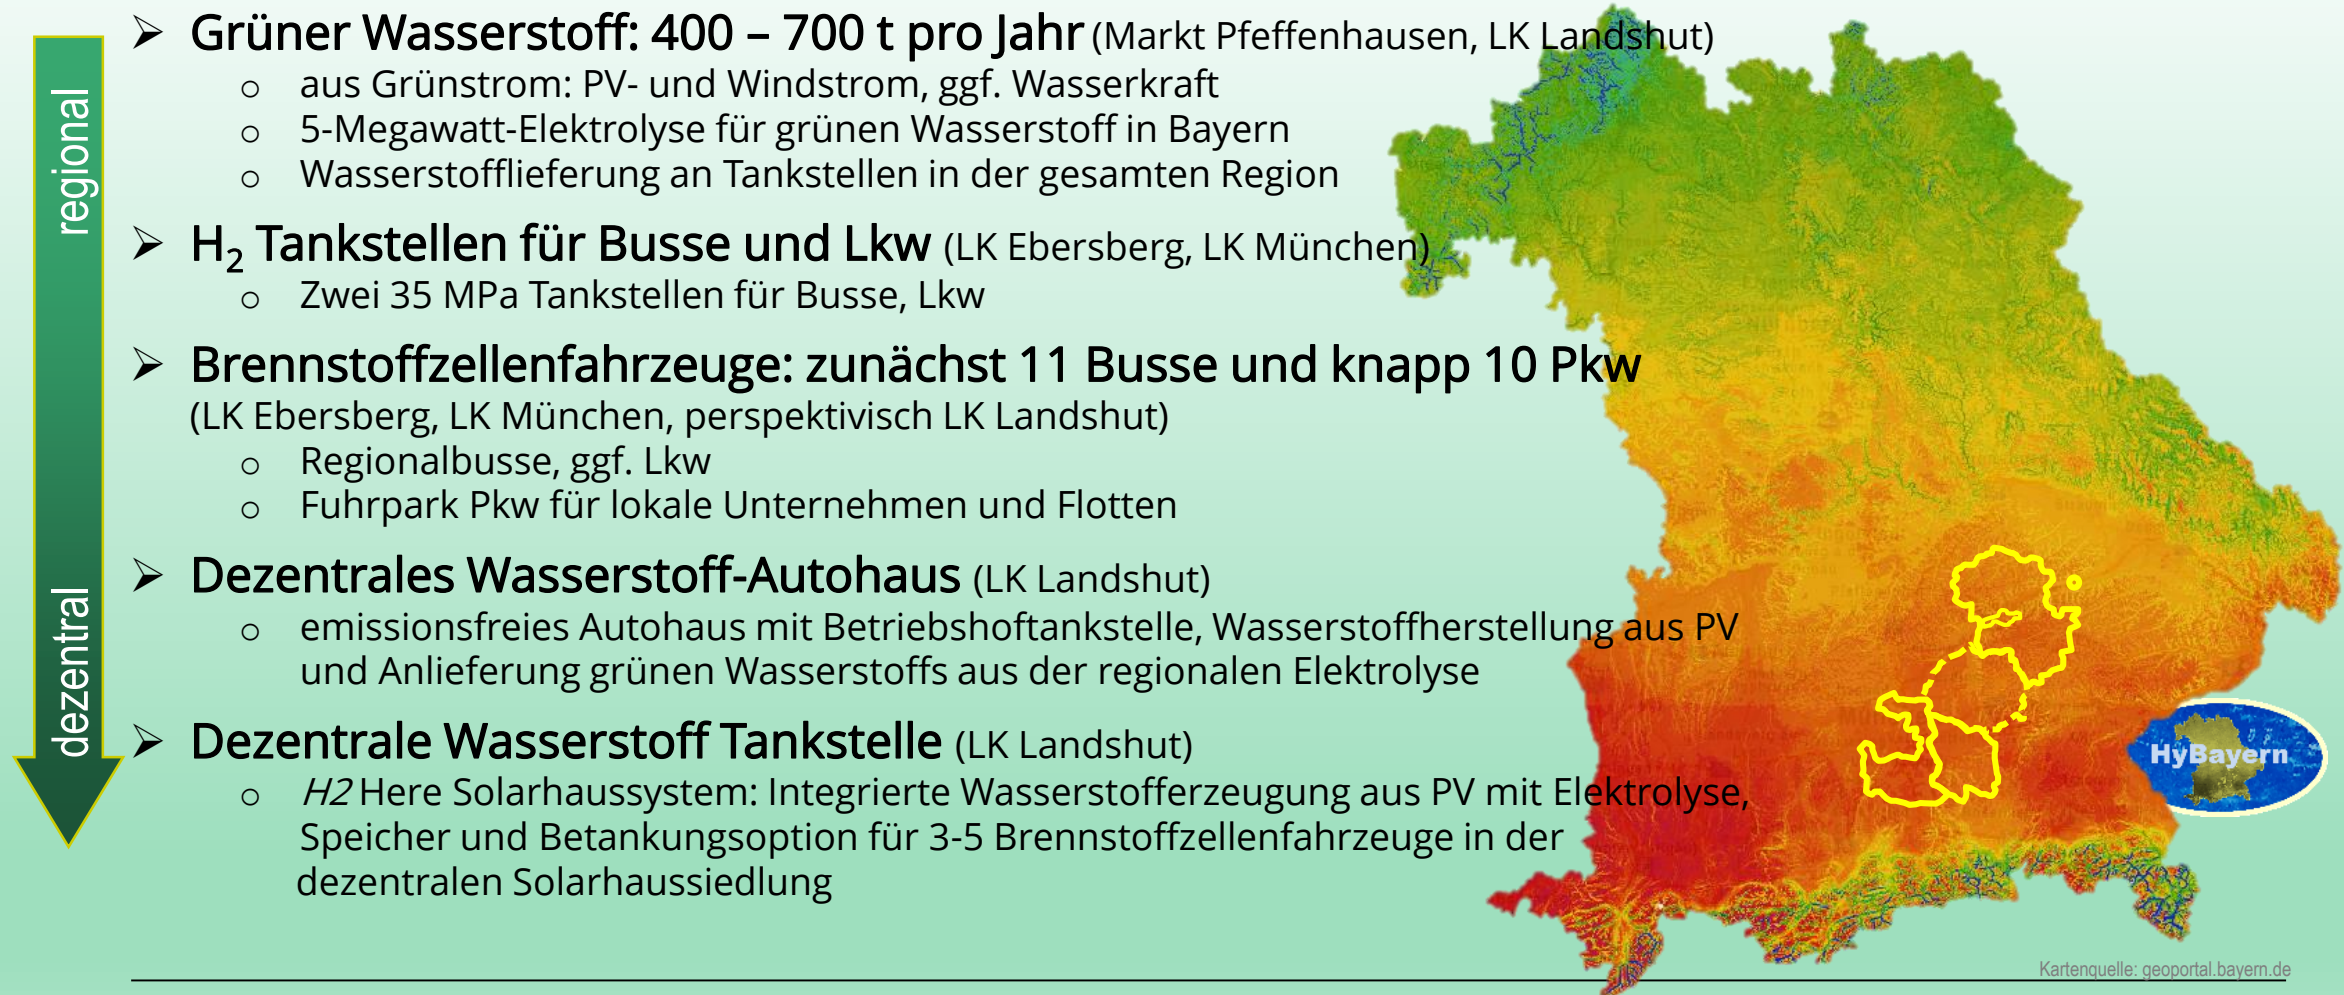 ➢ Grüner Wasserstoff: 400 – 700 t pro Jahr (Markt Pfeffenhausen, LK Landshut)
o aus Grünstrom: PV- und Windstrom, ggf. Wasserkraft
o 5-Megawatt-Elektrolyse für grünen Wasserstoff in Bayern
o Wasserstofflieferung an Tankstellen in der gesamten Region
regional
➢ H₂ Tankstellen für Busse und Lkw (LK Ebersberg, LK München)
o Zwei 35 MPa Tankstellen für Busse, Lkw
➢ Brennstoffzellenfahrzeuge: zunächst 11 Busse und knapp 10 Pkw
(LK Ebersberg, LK München, perspektivisch LK Landshut)
o Regionalbusse, ggf. Lkw
o Fuhrpark Pkw für lokale Unternehmen und Flotten
➢ Dezentrales Wasserstoff-Autohaus (LK Landshut)
o emissionsfreies Autohaus mit Betriebshoftankstelle, Wasserstoffherstellung aus PV
und Anlieferung grünen Wasserstoffs aus der regionalen Elektrolyse
dezentral
➢ Dezentrale Wasserstoff Tankstelle (LK Landshut)
o H2 Here Solarhaussystem: Integrierte Wasserstofferzeugung aus PV mit Elektrolyse,
Speicher und Betankungsoption für 3-5 Brennstoffzellenfahrzeuge in der
dezentralen Solarhaussiedlung
HyBayern
Kartenquelle: geoportal.bayern.de